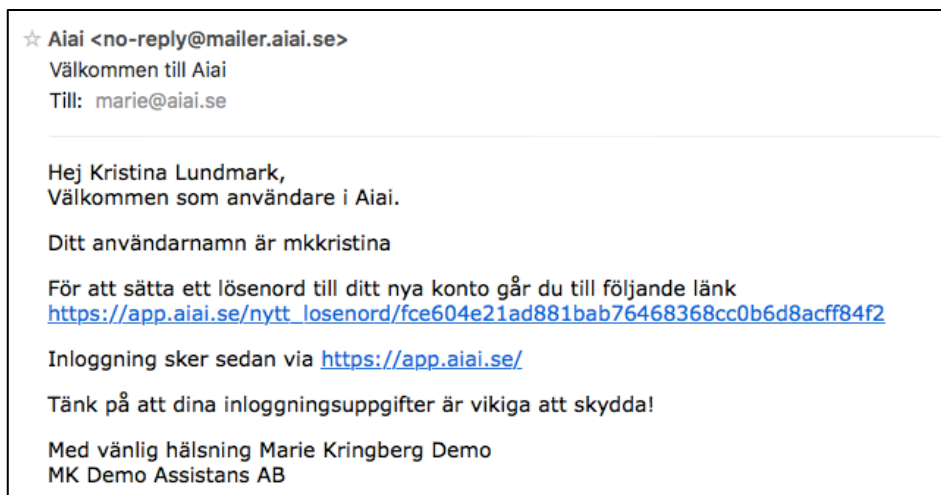 Aiai <no-reply@mailer.aiai.se>
Välkommen till Aiai
Till: marie@aiai.se
Hej Kristina Lundmark,
Välkommen som användare i Aiai.
Ditt användarnamn är mkkristina
För att sätta ett lösenord till ditt nya konto går du till följande länk
https://app.aiai.se/nytt_losenord/fce604e21ad881bab76468368cc0b6d8acff84f2
Inloggning sker sedan via https://app.aiai.se/
Tänk på att dina inloggningsuppgifter är vikiga att skydda!
Med vänlig hälsning Marie Kringberg Demo
MK Demo Assistans AB